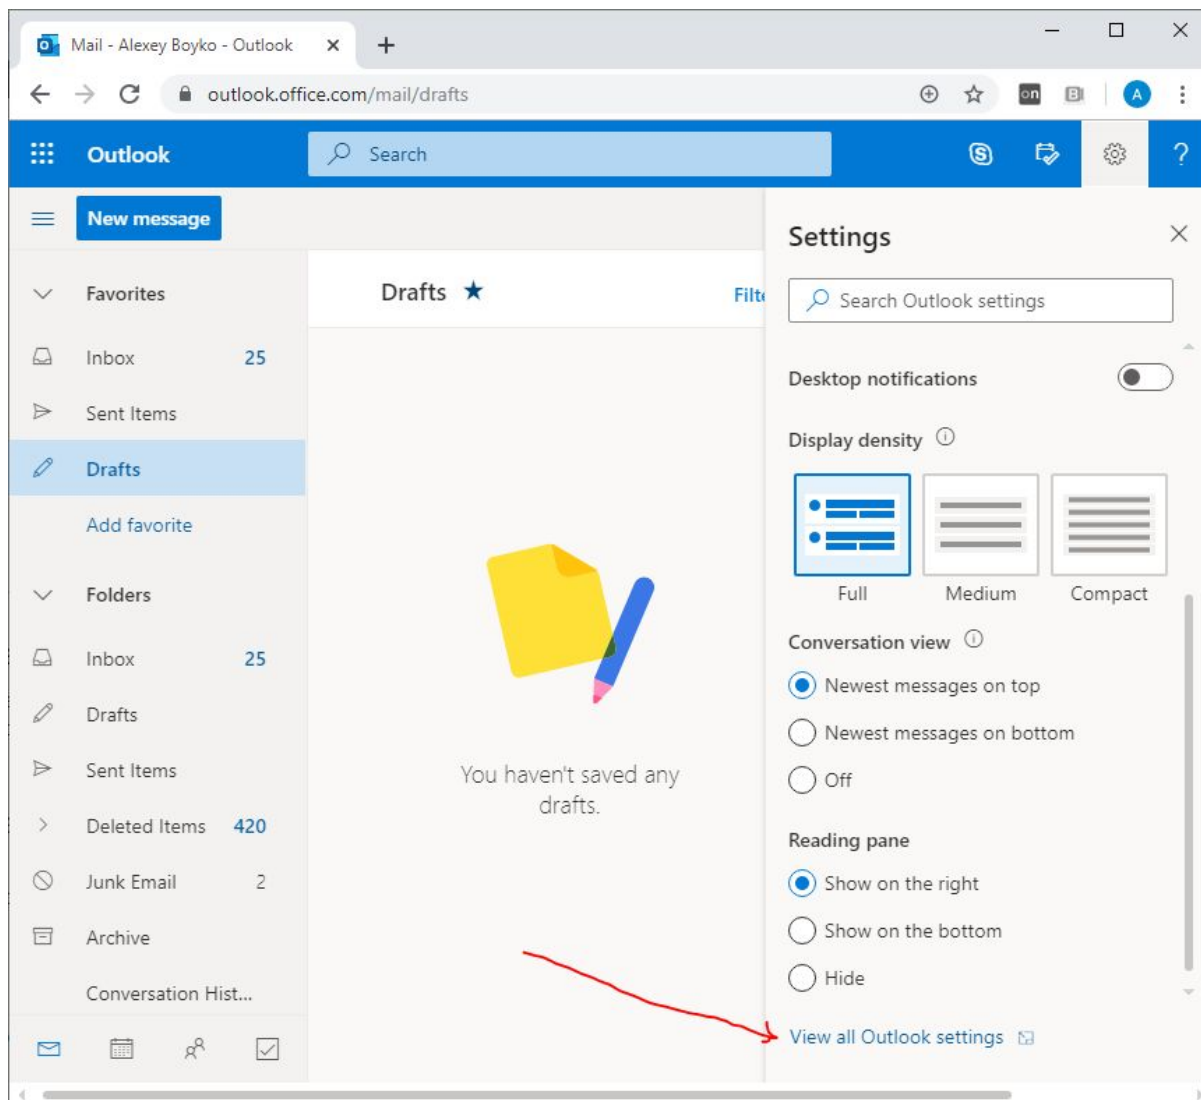 Mail - Alexey Boyko - Outlook
outlook.office.com/mail/drafts
on
A
Outlook
Search
?
New message
Settings
Favorites
Drafts
Filte
Search Outlook settings
Inbox 25
Desktop notifications
Sent Items
Display density
Drafts
Add favorite
Full Medium Compact
Folders
Conversation view
Inbox 25
Newest messages on top
Drafts
Newest messages on bottom
Sent Items
You haven't saved any
drafts.
Off
Deleted Items 420
Reading pane
Junk Email 2
Show on the right
Archive
Show on the bottom
Hide
Conversation Hist...
View all Outlook settings